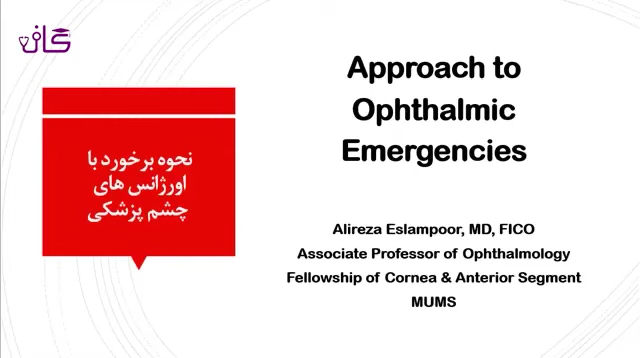 کان
Approach to
Ophthalmic
Emergencies
نحوه برخورد با
اورژانس های
چشم پزشکی
Alireza Eslampoor, MD, FICO
Associate Professor of Ophthalmology
Fellowship of Cornea & Anterior Segment
MUMS